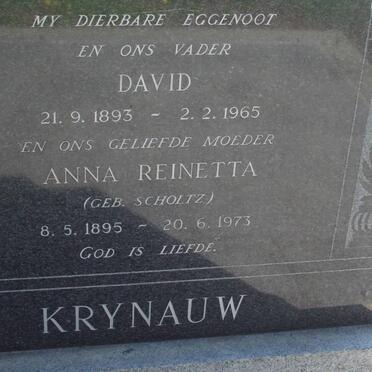 MY DIERBARE EGGENOOT
EN ONS VADER
DAVID
21.9.1893 ~ 2.2.1965
EN ONS GELIEFDE MOEDER
ANNA REINETTA
(GEB. SCHOLTZ)
8.5.1895 ~ 20.6.1973
GOD IS LIEFDE.
KRYNAUW